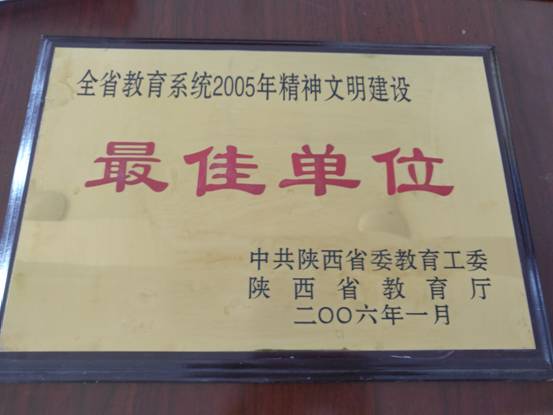 全省教育系统2005年精神文明建设
最佳单位
中共陕西省委教育工委
陕西省教育厅
二〇〇六年一月